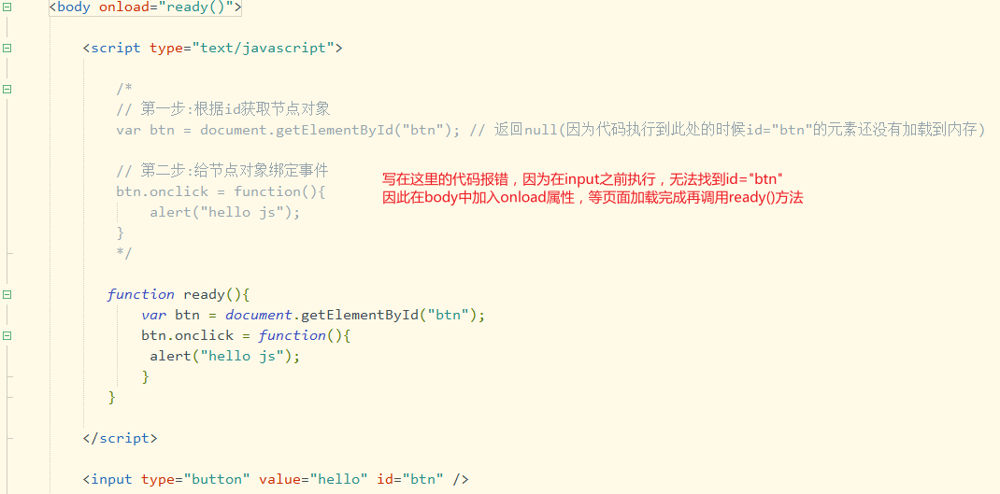 <body onload="ready()">
<script type="text/javascript">
/*
// 第一步:根据id获取节点对象
var btn = document.getElementById("btn"); // 返回null(因为代码执行到此处的时候id="btn"的元素还没有加载到内存)
// 第二步:给节点对象绑定事件
btn.onclick = function(){
alert("hello js");
}
*/
写在这里的代码报错，因为在input之前执行，无法找到id="btn"
因此在body中加入onload属性，等页面加载完成再调用ready()方法
function ready(){
var btn = document.getElementById("btn");
btn.onclick = function(){
alert("hello js");
}
}
</script>
<input type="button" value="hello" id="btn" />